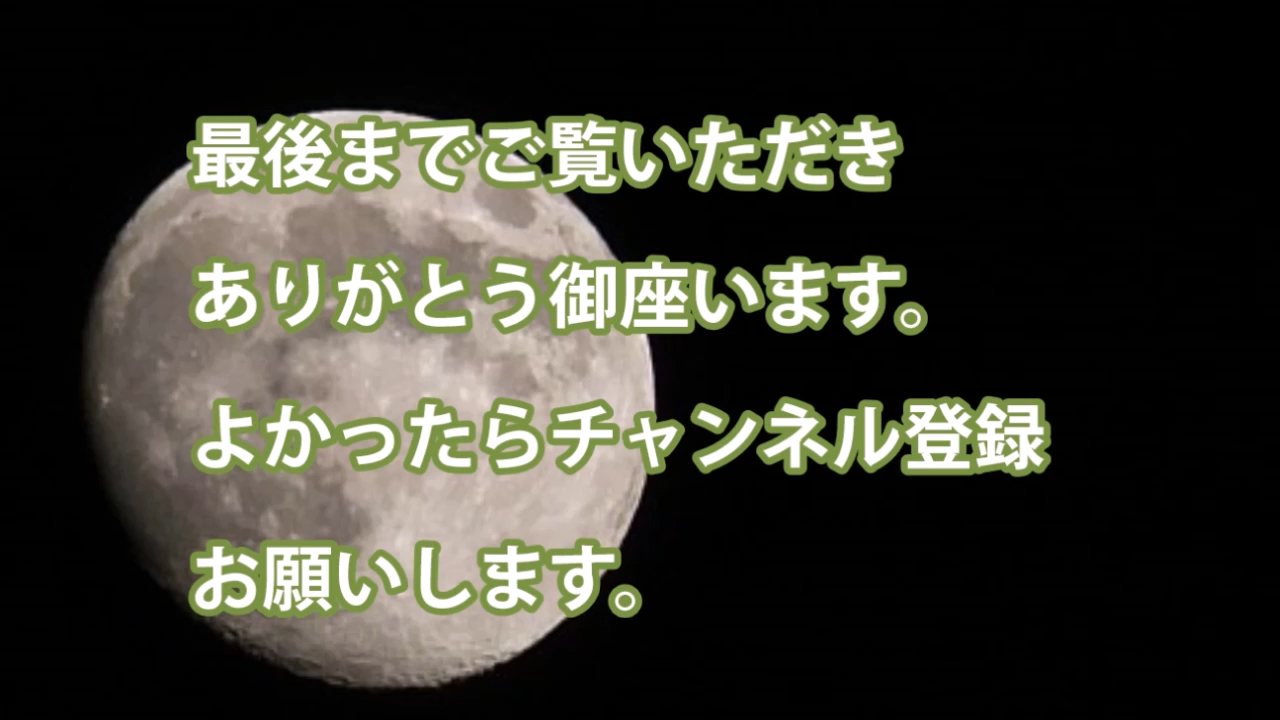 最後までご覧いただき
ありがとう御座います。
よかったらチャンネル登録
お願いします。